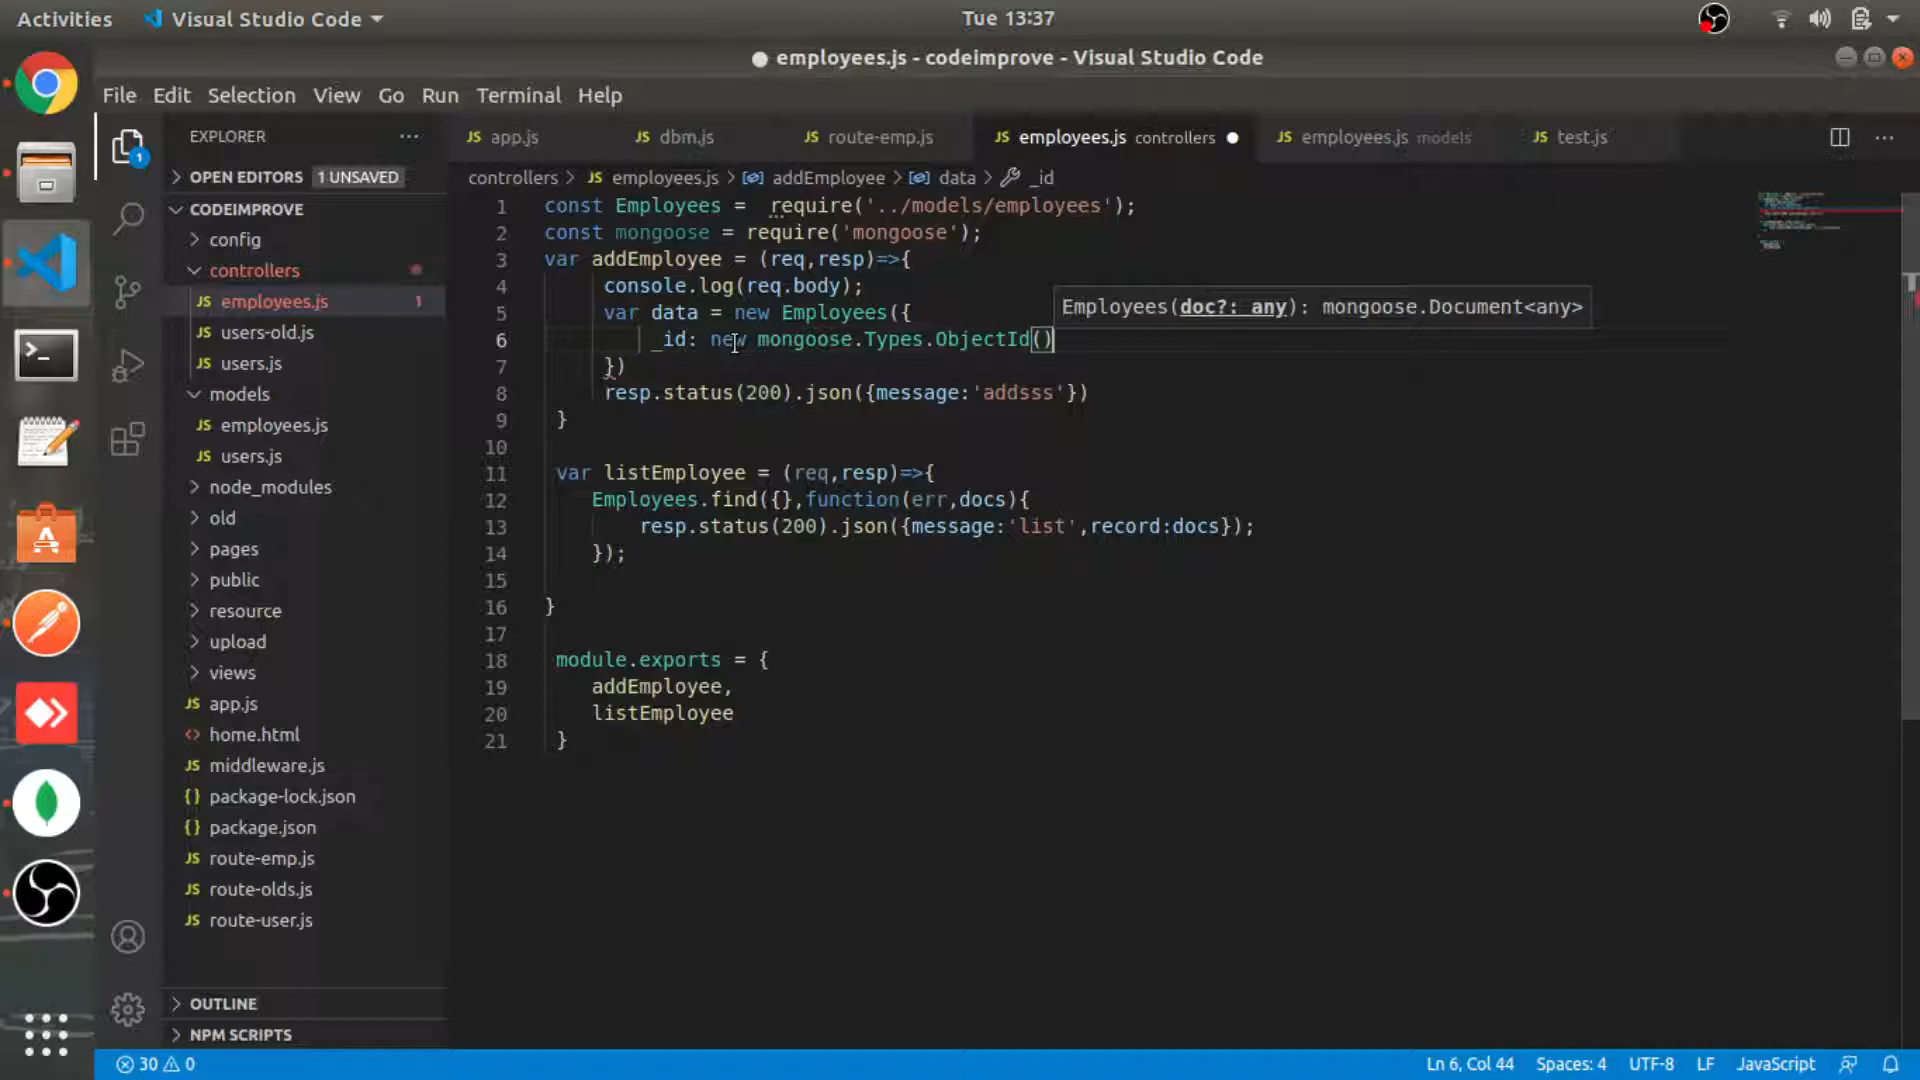 Activities Visual Studio Code Tue 13:37
employees.js - codeimprove - Visual Studio Code
File Edit Selection View Go Run Terminal Help
EXPLORER
OPEN EDITORS 1 UNSAVED
CODEIMPROVE
config
controllers
employees.js 1
users-old.js
users.js
models
employees.js
users.js
node_modules
old
pages
public
resource
upload
views
app.js
home.html
middleware.js
package-lock.json
package.json
route-emp.js
route-olds.js
route-user.js
OUTLINE
NPM SCRIPTS
1
JS app.js JS dbm.js JS route-emp.js JS employees.js controllers JS employees.js models JS test.js
controllers > JS employees.js > addEmployee > data > _id
1 const Employees =  require('../models/employees');
2 const mongoose = require('mongoose');
3 var addEmployee = (req,resp)=>{
4 console.log(req.body);
5 var data = new Employees({
6 _id: new mongoose.Types.ObjectId()
7 })
8 resp.status(200).json({message:'addsss'})
9 }
10
11 var listEmployee = (req,resp)=>{
12 Employees.find({},function(err,docs){
13 resp.status(200).json({message:'list',record:docs});
14 });
15
16 }
17
18 module.exports = {
19 addEmployee,
20 listEmployee
21 }
Employees(doc?: any): mongoose.Document<any>
30 0 Ln 6, Col 44 Spaces: 4 UTF-8 LF JavaScript